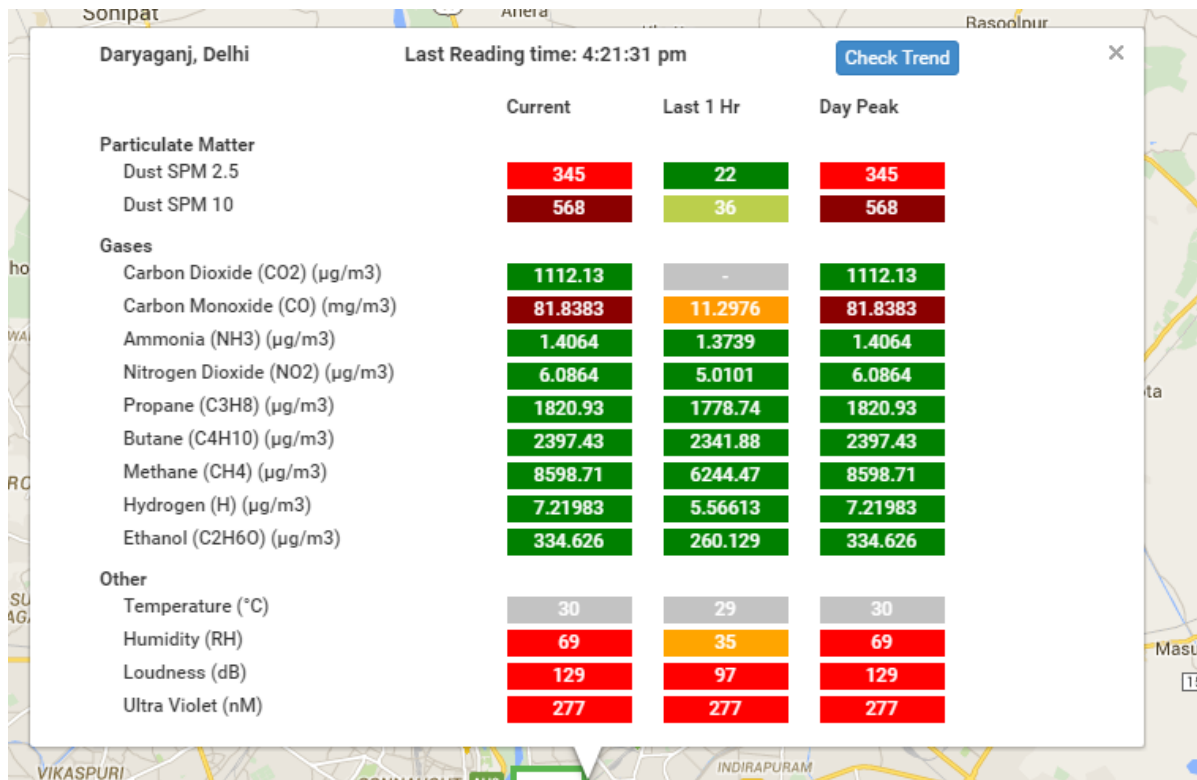 Sonipat
Ahera
Rasoolpur
Daryaganj, Delhi Last Reading time: 4:21:31 pm Check Trend ×
Current Last 1 Hr Day Peak
Particulate Matter
Dust SPM 2.5 345 22 345
Dust SPM 10 568 36 568
Gases
Carbon Dioxide (CO2) (µg/m3) 1112.13 - 1112.13
Carbon Monoxide (CO) (mg/m3) 81.8383 11.2976 81.8383
Ammonia (NH3) (µg/m3) 1.4064 1.3739 1.4064
Nitrogen Dioxide (NO2) (µg/m3) 6.0864 5.0101 6.0864
Propane (C3H8) (µg/m3) 1820.93 1778.74 1820.93
Butane (C4H10) (µg/m3) 2397.43 2341.88 2397.43
Methane (CH4) (µg/m3) 8598.71 6244.47 8598.71
Hydrogen (H) (µg/m3) 7.21983 5.56613 7.21983
Ethanol (C2H6O) (µg/m3) 334.626 260.129 334.626
Other
Temperature (°C) 30 29 30
Humidity (RH) 69 35 69
Loudness (dB) 129 97 129
Ultra Violet (nM) 277 277 277
ho
ta
Masu
VIKASPURI
INDIRAPURAM